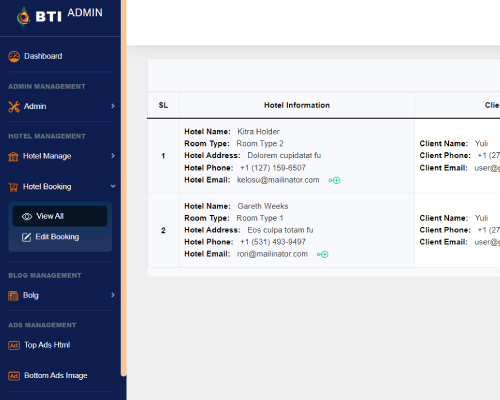 BTI ADMIN
Dashboard
ADMIN MANAGEMENT
Admin
HOTEL MANAGEMENT
Hotel Manage
Hotel Booking
View All
Edit Booking
BLOG MANAGEMENT
Bolg
ADS MANAGEMENT
Ad Top Ads Html
Ad Bottom Ads Image
SL Hotel Information Clie
1
Hotel Name: Kitra Holder
Room Type: Room Type 2
Hotel Address: Dolorem cupidatat fu
Hotel Phone: +1 (127) 159-6507
Hotel Email: kelosu@mailinator.com
Client Name: Yuli
Client Phone: +1 (27
Client Email: user@g
2
Hotel Name: Gareth Weeks
Room Type: Room Type 1
Hotel Address: Eos culpa totam fu
Hotel Phone: +1 (531) 493-9497
Hotel Email: rori@mailinator.com
Client Name: Yuli
Client Phone: +1 (27
Client Email: user@g